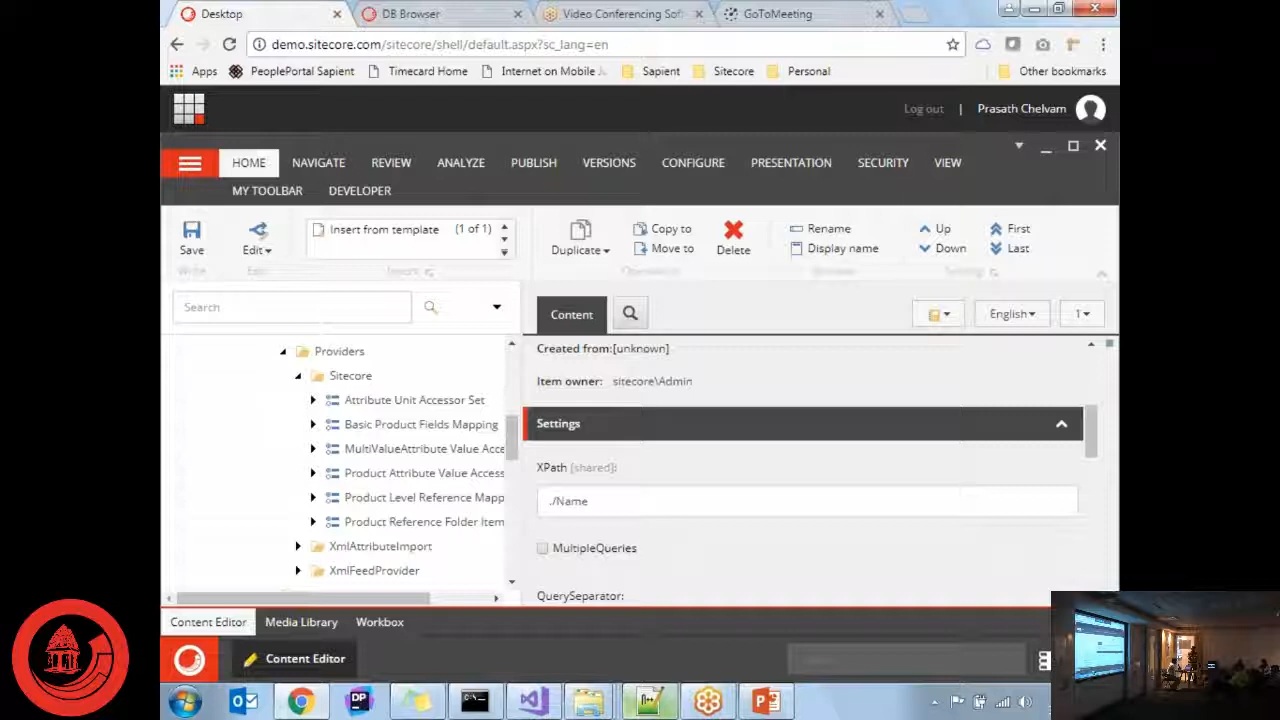 Desktop
DB Browser
Video Conferencing Sof
GoToMeeting
demo.sitecore.com/sitecore/shell/default.aspx?sc_lang=en
Apps
PeoplePortal Sapient
Timecard Home
Internet on Mobile
Sapient
Sitecore
Personal
Other bookmarks
Log out | Prasath Chelvam
HOME
NAVIGATE
REVIEW
ANALYZE
PUBLISH
VERSIONS
CONFIGURE
PRESENTATION
SECURITY
VIEW
MY TOOLBAR
DEVELOPER
Save
Edit
Insert from template
(1 of 1)
Duplicate
Copy to
Move to
Delete
Rename
Display name
Up
Down
First
Last
Write
Edit
Search
Content
English
1
Providers
Sitecore
Attribute Unit Accessor Set
Basic Product Fields Mapping
MultiValueAttribute Value Acce
Product Attribute Value Access
Product Level Reference Mapp
Product Reference Folder Item
XmlAttributeImport
XmlFeedProvider
Created from:[unknown]
Item owner: sitecore\Admin
Settings
XPath [shared]:
./Name
MultipleQueries
QuerySeparator:
Content Editor
Media Library
Workbox
Content Editor
DP